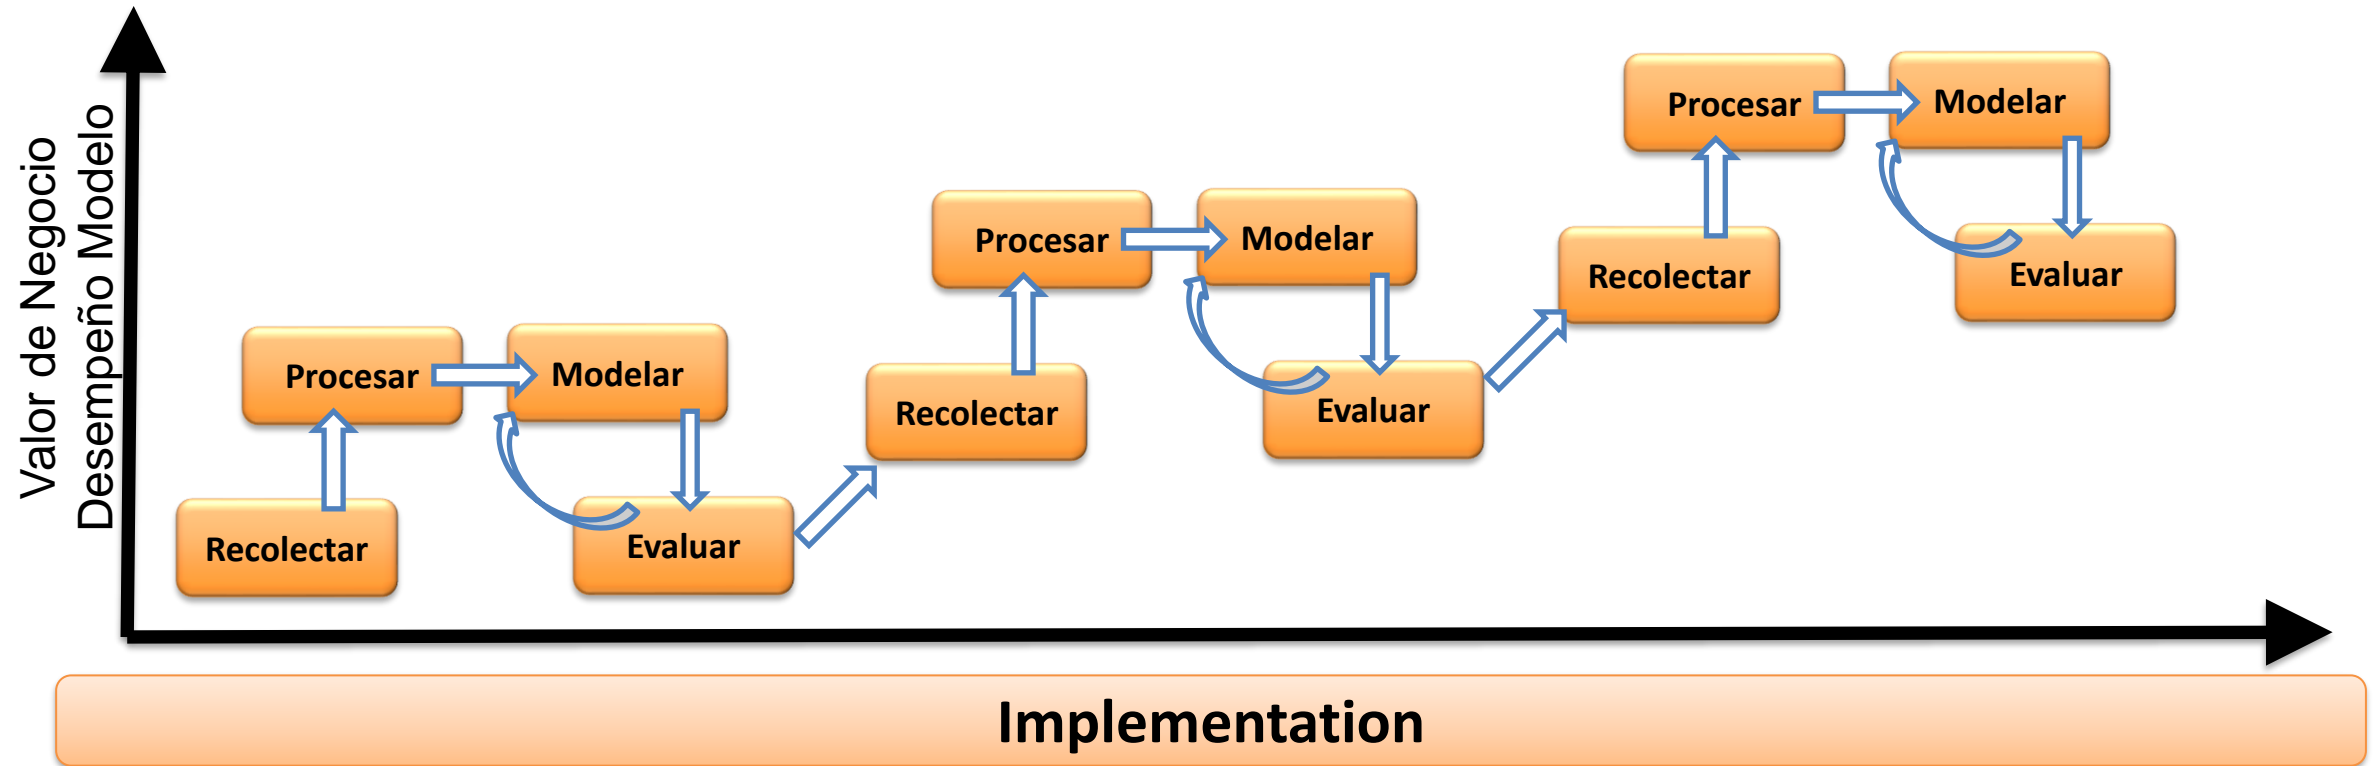 Valor de Negocio
Desempeño Modelo
Procesar
Modelar
Recolectar
Evaluar
Procesar
Modelar
Recolectar
Evaluar
Procesar
Modelar
Recolectar
Evaluar
Implementation